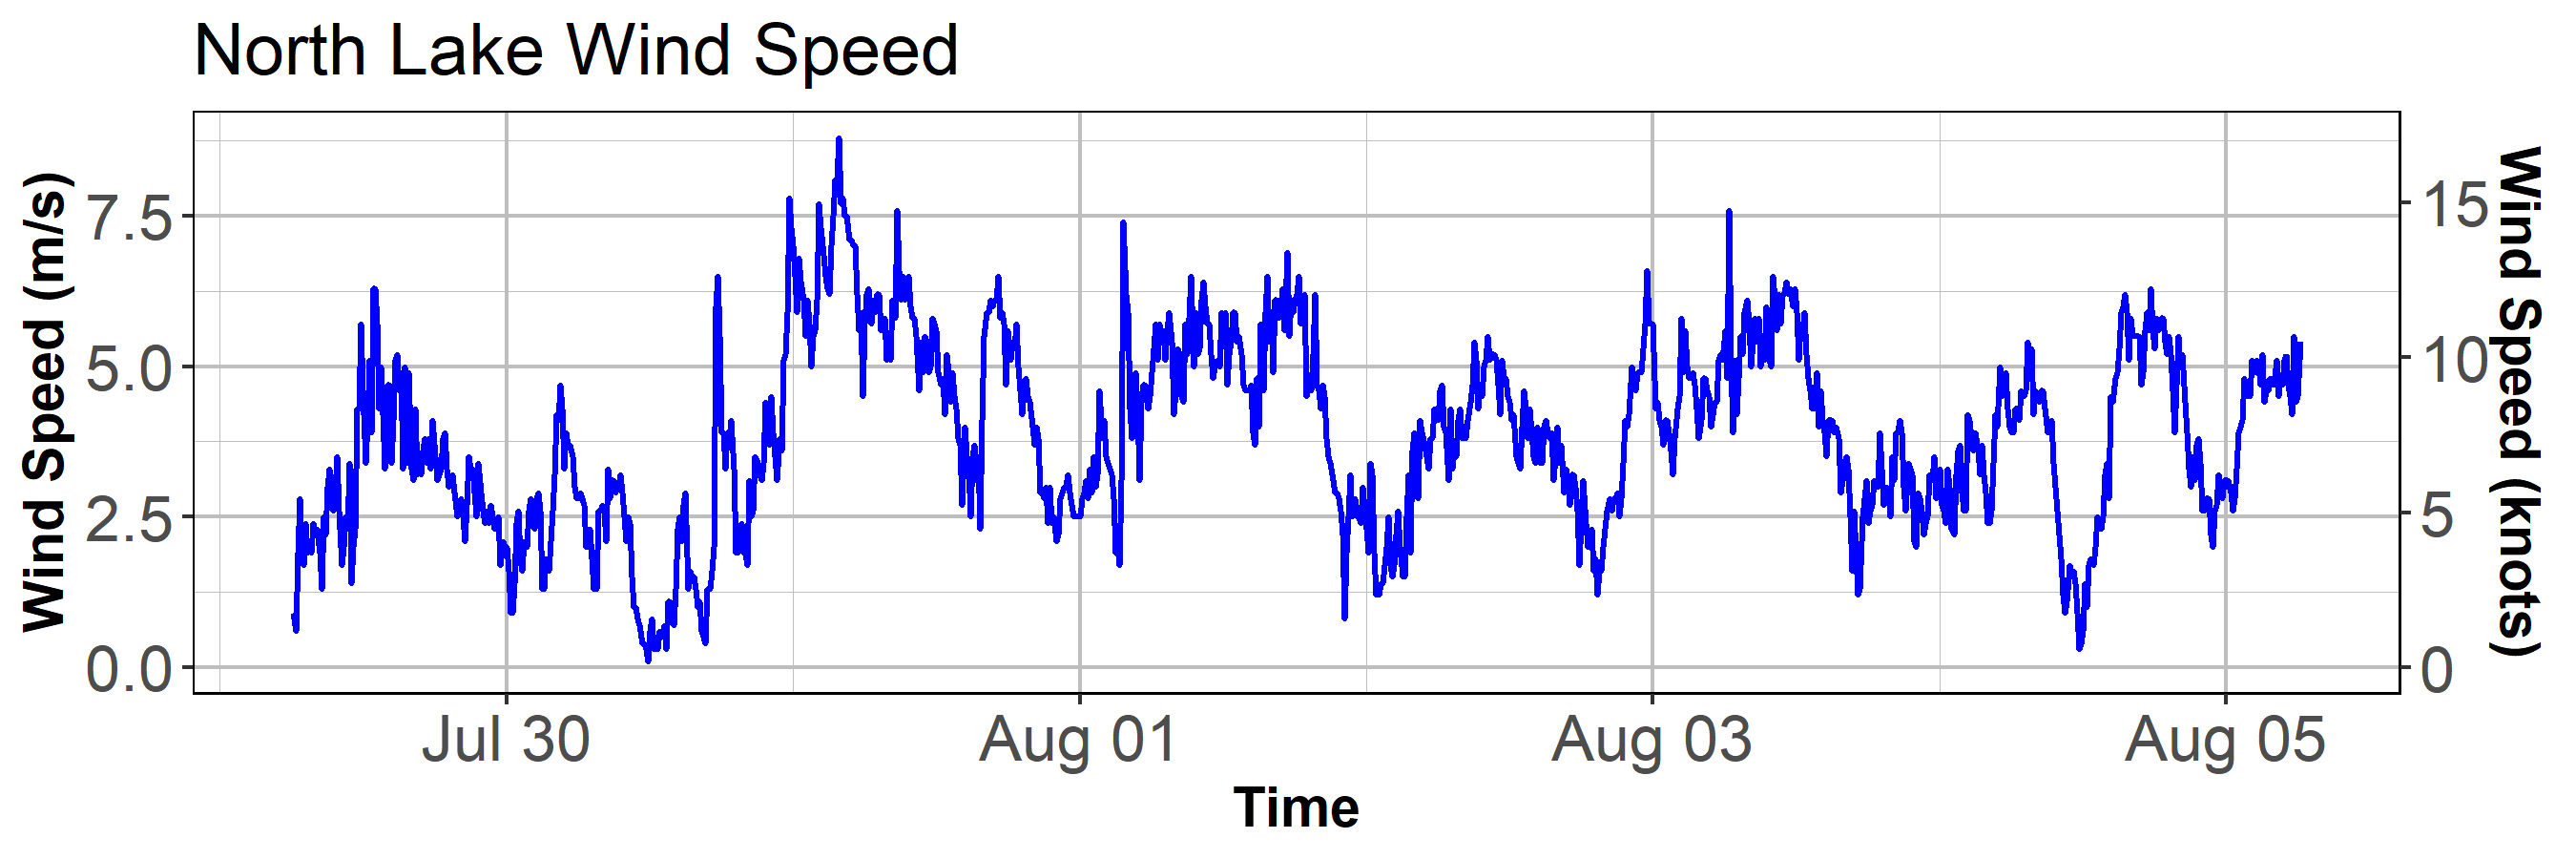 North Lake Wind Speed
Wind Speed (m/s)
7.5
5.0
2.5
0.0
15
10
5
0
Wind Speed (knots)
Jul 30 Aug 01 Aug 03 Aug 05
Time